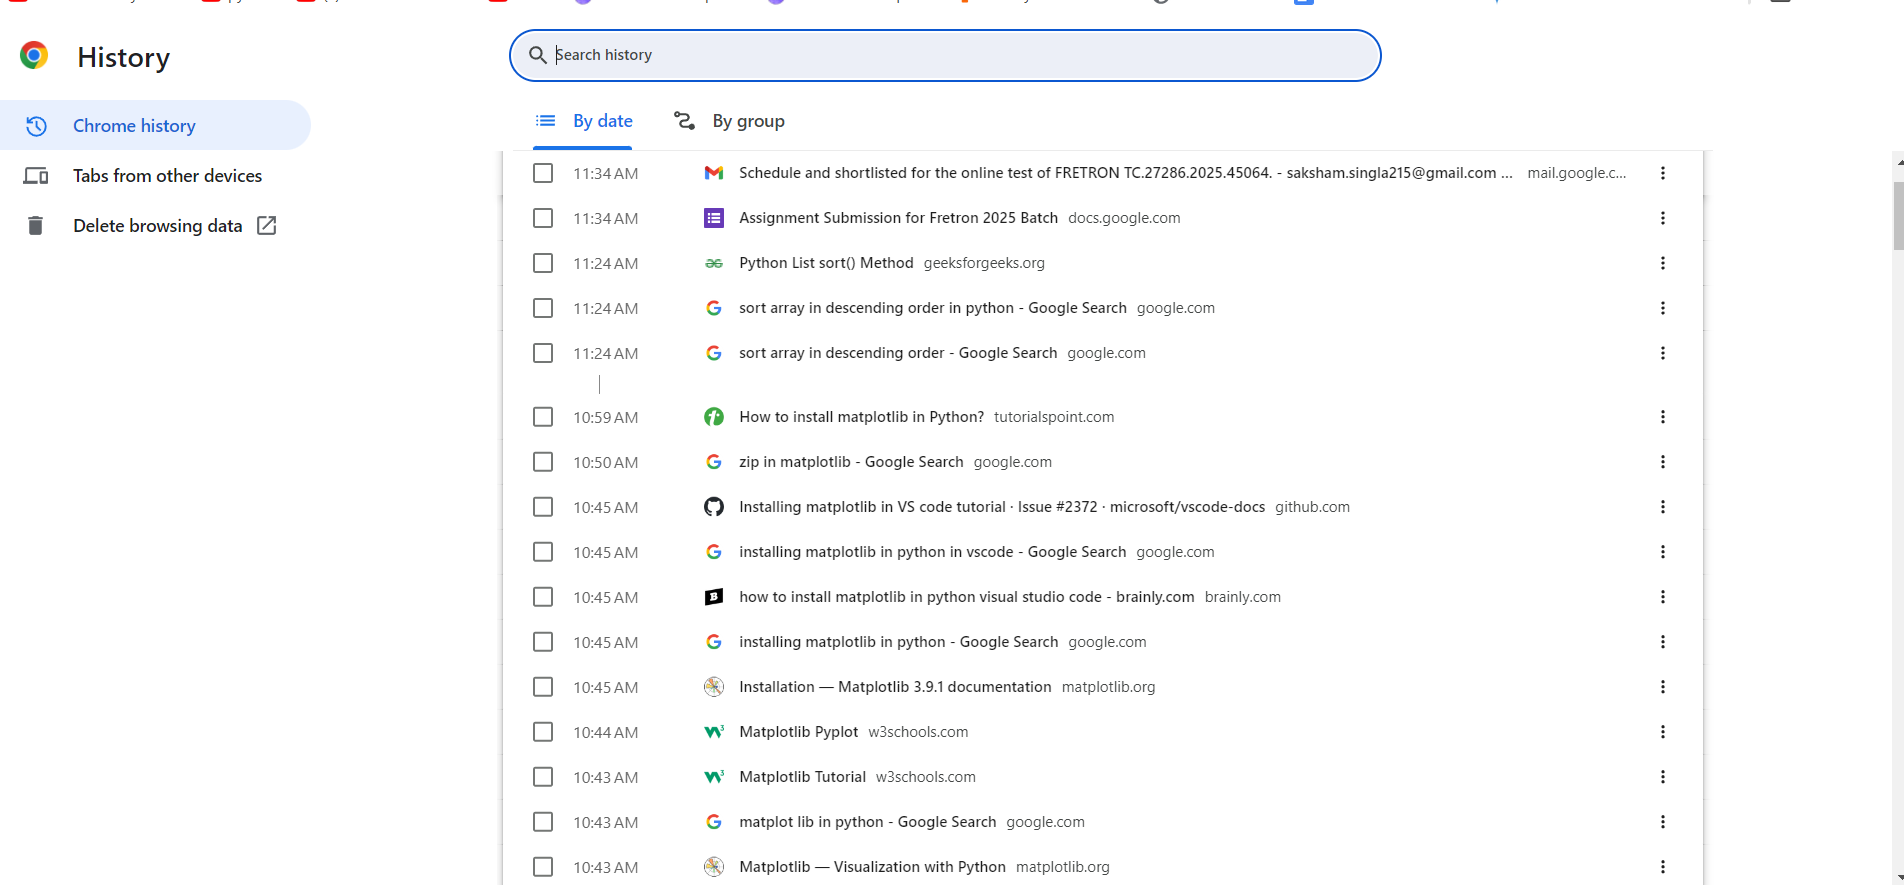 History
Search history
Chrome history
Tabs from other devices
Delete browsing data
By date By group
11:34 AM Schedule and shortlisted for the online test of FRETRON TC.27286.2025.45064. - saksham.singla215@gmail.com ... mail.google.c...
11:34 AM Assignment Submission for Fretron 2025 Batch docs.google.com
11:24 AM Python List sort() Method geeksforgeeks.org
11:24 AM sort array in descending order in python - Google Search google.com
11:24 AM sort array in descending order - Google Search google.com
10:59 AM How to install matplotlib in Python? tutorialspoint.com
10:50 AM zip in matplotlib - Google Search google.com
10:45 AM Installing matplotlib in VS code tutorial · Issue #2372 · microsoft/vscode-docs github.com
10:45 AM installing matplotlib in python in vscode - Google Search google.com
10:45 AM how to install matplotlib in python visual studio code - brainly.com brainly.com
10:45 AM installing matplotlib in python - Google Search google.com
10:45 AM Installation — Matplotlib 3.9.1 documentation matplotlib.org
10:44 AM Matplotlib Pyplot w3schools.com
10:43 AM Matplotlib Tutorial w3schools.com
10:43 AM matplot lib in python - Google Search google.com
10:43 AM Matplotlib — Visualization with Python matplotlib.org